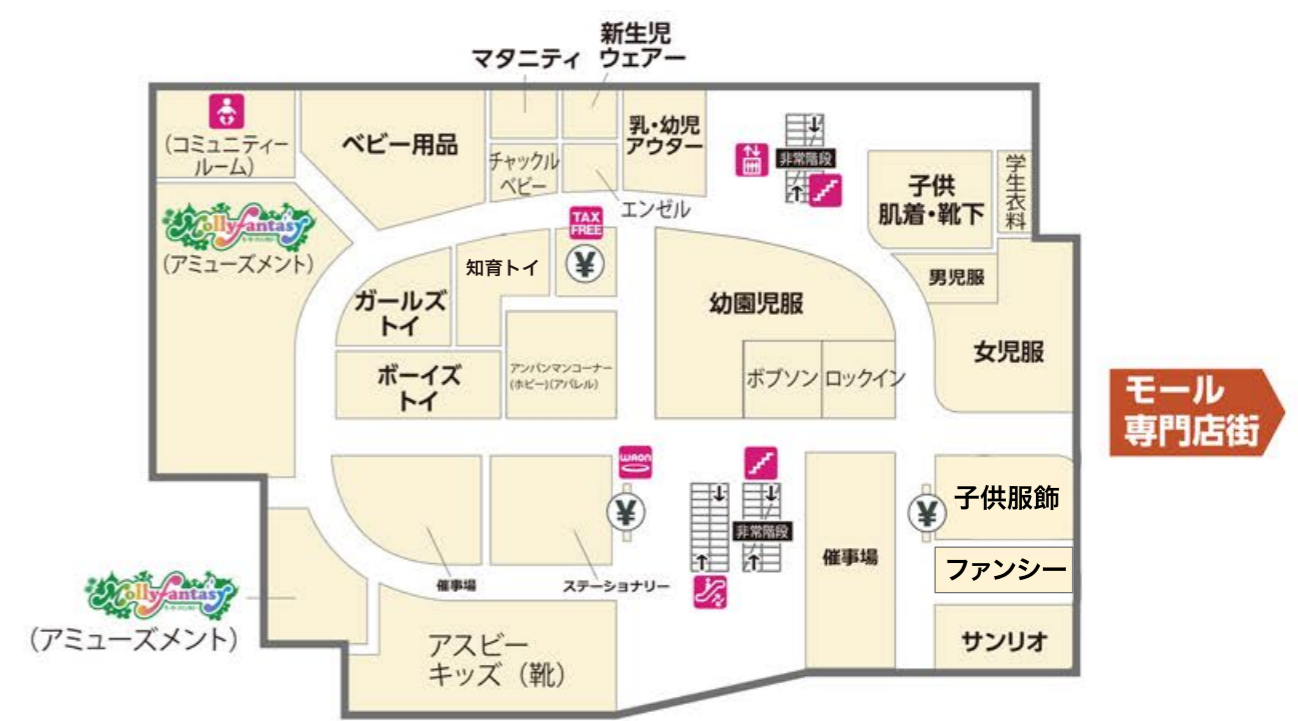 新生児
マタニティ ウェアー
(コミュニティー
ルーム)
ベビー用品
チャックル
ベビー
エンゼル
乳・幼児
アウター
非常階段
子供
肌着・靴下
学生衣料
Mollyfantasy
(アミューズメント)
TAX
FREE
¥
知育トイ
ガールズ
トイ
ボーイズ
トイ
アンパンマンコーナー
(ホビー)(アパレル)
幼園児服
ボブソン
ロックイン
男児服
女児服
モール
専門店街
WAON
¥
催事場
ステーショナリー
非常階段
催事場
¥
子供服飾
ファンシー
サンリオ
Mollyfantasy
(アミューズメント)
アスビー
キッズ(靴)